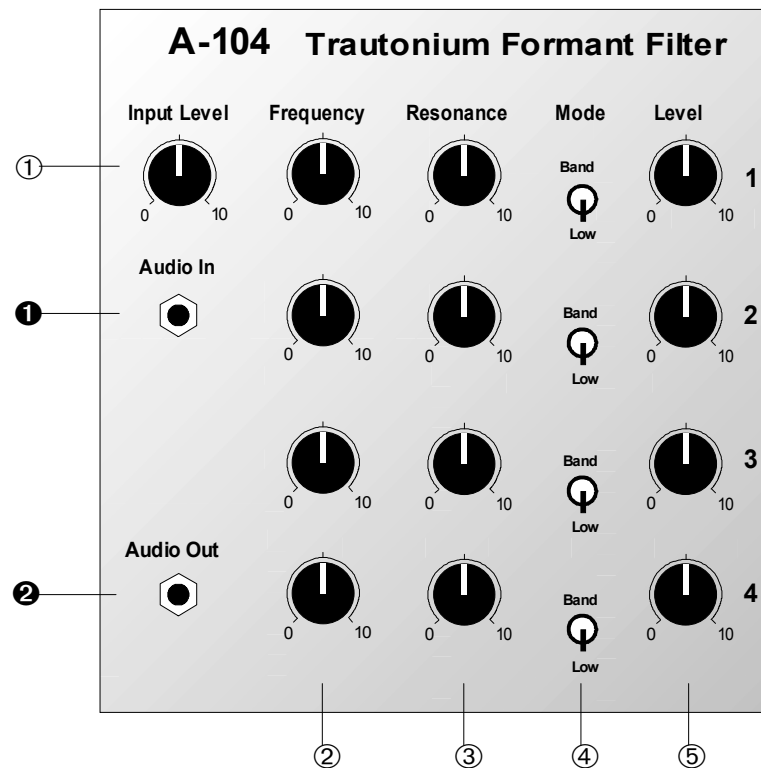 A-104 Trautonium Formant Filter
Input Level Frequency Resonance Mode Level
① Band 1
0 10 0 10 0 10 Low 0 10
Audio In
❶ Band 2
0 10 0 10 Low 0 10
Band 3
0 10 0 10 Low 0 10
Audio Out
❷ Band 4
0 10 0 10 Low 0 10
② ③ ④ ⑤